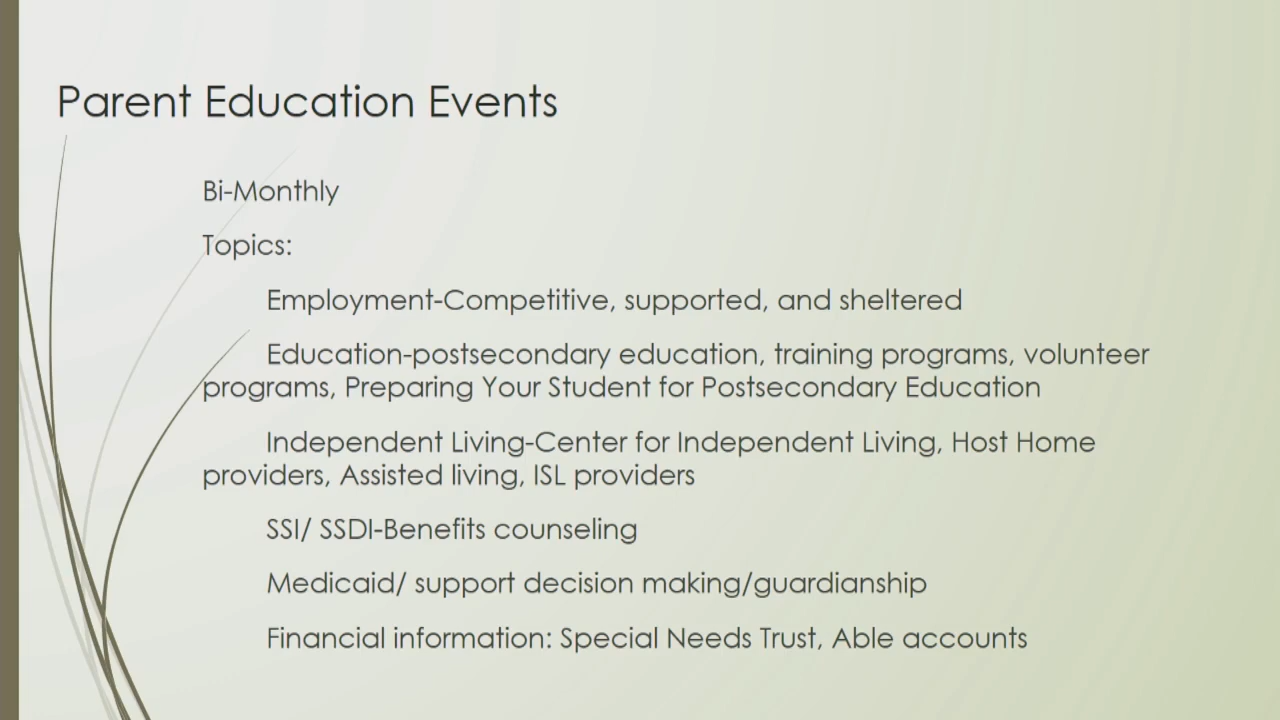 Parent Education Events
Bi-Monthly
Topics:
Employment-Competitive, supported, and sheltered
Education-postsecondary education, training programs, volunteer
programs, Preparing Your Student for Postsecondary Education
Independent Living-Center for Independent Living, Host Home
providers, Assisted living, ISL providers
SSI/ SSDI-Benefits counseling
Medicaid/ support decision making/guardianship
Financial information: Special Needs Trust, Able accounts